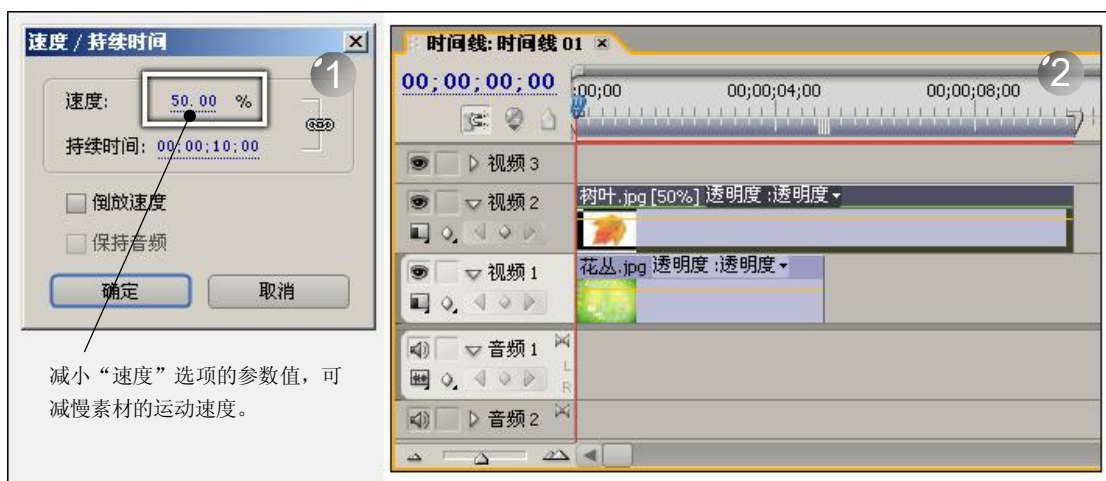 速度 / 持续时间
1
速度: 50.00 %
持续时间: 00;00;10;00
倒放速度
保持音频
确定 取消
减小“速度”选项的参数值，可
减慢素材的运动速度。
时间线: 时间线 01
2
00;00;00;00
;00;00 00;00;04;00 00;00;08;00
视频 3
树叶.jpg [50%] 透明度 :透明度
视频 2
花丛.jpg 透明度 :透明度
视频 1
音频 1
L
R
音频 2